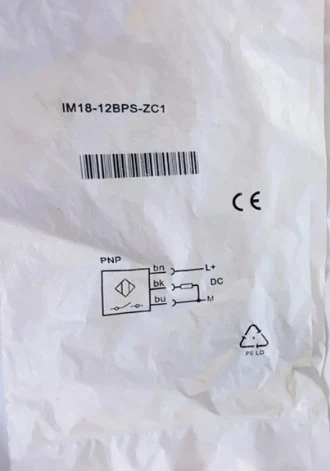 IM18-12BPS-ZC1
CE
PNP
bn
L+
bk
DC
bu
M
PE LD